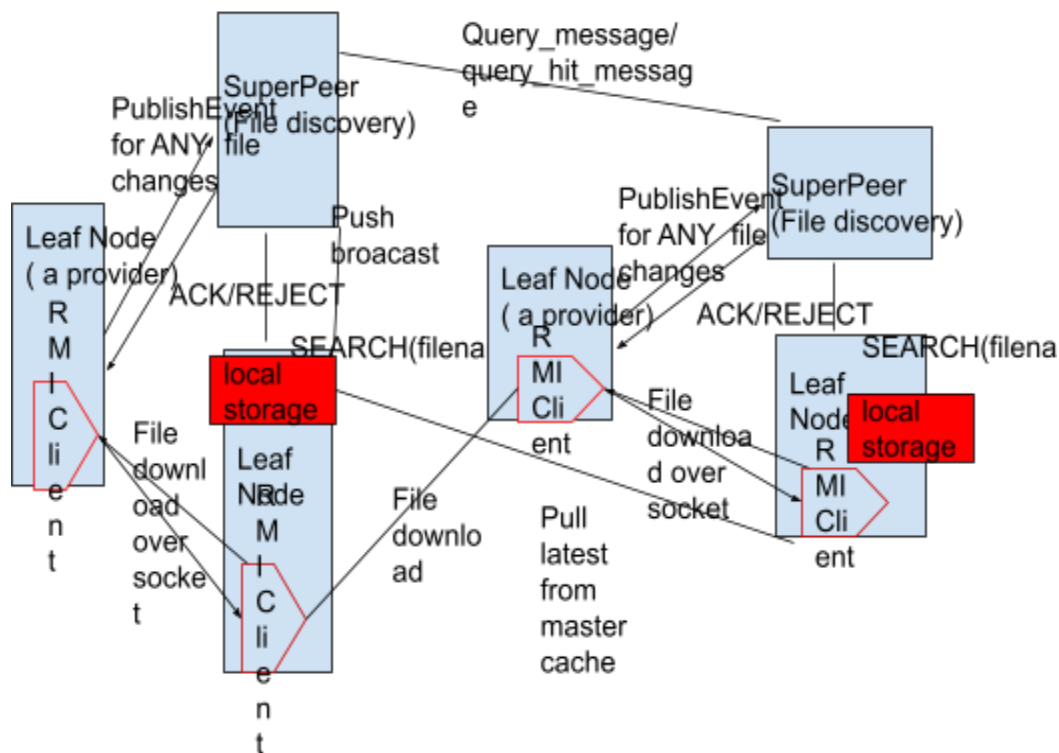 Query_message/
query_hit_messag
e
SuperPeer
(File discovery)
PublishEvent
for ANY file
changes
SuperPeer
(File discovery)
PublishEvent
for ANY file
changes
Push
broacast
Leaf Node
( a provider)
R
M
I
C
li
e
n
t
ACK/REJECT
Leaf Node
( a provider)
R
MI
Cli
ent
ACK/REJECT
SEARCH(filena
SEARCH(filena
local
storage
Leaf
Node
R
M
I
C
li
e
n
t
Leaf
Node
local
storage
R
MI
Cli
ent
File
downl
oad
over
socke
t
File
downlo
ad
File
downloa
d over
socket
Pull
latest
from
master
cache